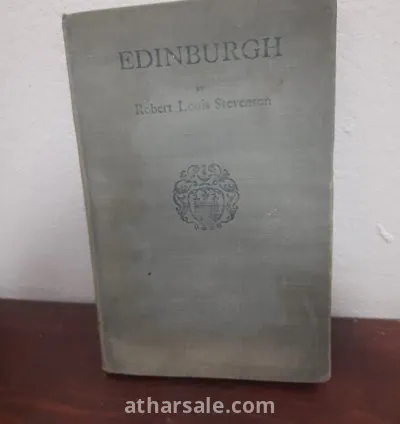 EDINBURGH
BY
Robert Louis Stevenson
atharsale.com